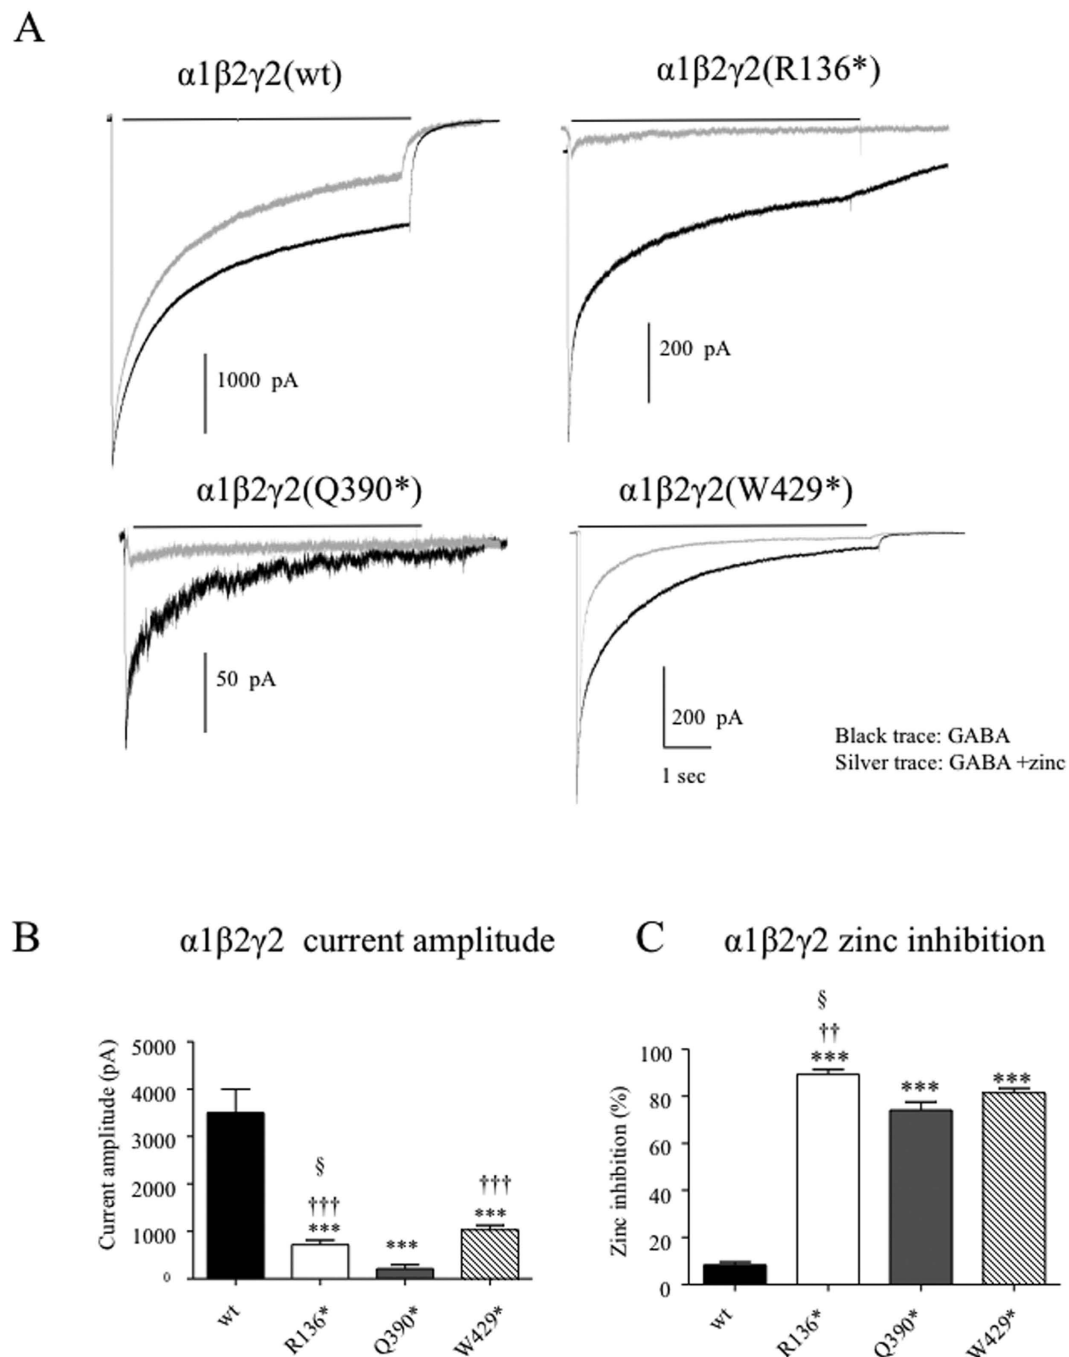 A
α1β2γ2(wt)
α1β2γ2(R136*)
1000 pA
200 pA
α1β2γ2(Q390*)
α1β2γ2(W429*)
50 pA
200 pA
1 sec
Black trace: GABA
Silver trace: GABA +zinc
B
α1β2γ2 current amplitude
Current amplitude (pA)
5000
4000
3000
2000
1000
0
§
†††
***
***
†††
***
wt
R136*
Q390*
W429*
C
α1β2γ2 zinc inhibition
Zinc inhibition (%)
100
80
60
40
20
0
§
††
***
***
***
wt
R136*
Q390*
W429*